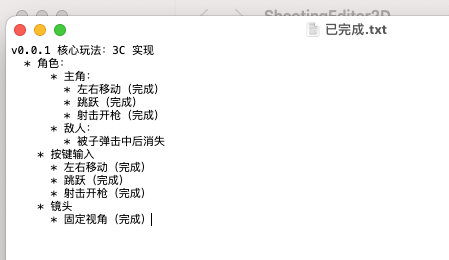 ShootingEditor2D
已完成.txt
v0.0.1 核心玩法：3C 实现
* 角色：
* 主角：
* 左右移动（完成）
* 跳跃（完成）
* 射击开枪（完成）
* 敌人：
* 被子弹击中后消失
* 按键输入
* 左右移动（完成）
* 跳跃（完成）
* 射击开枪（完成）
* 镜头
* 固定视角（完成）